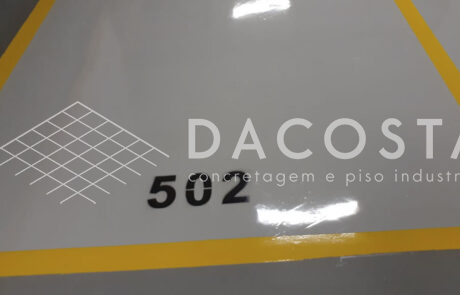 DACOSTA
concretagem e piso industr
502